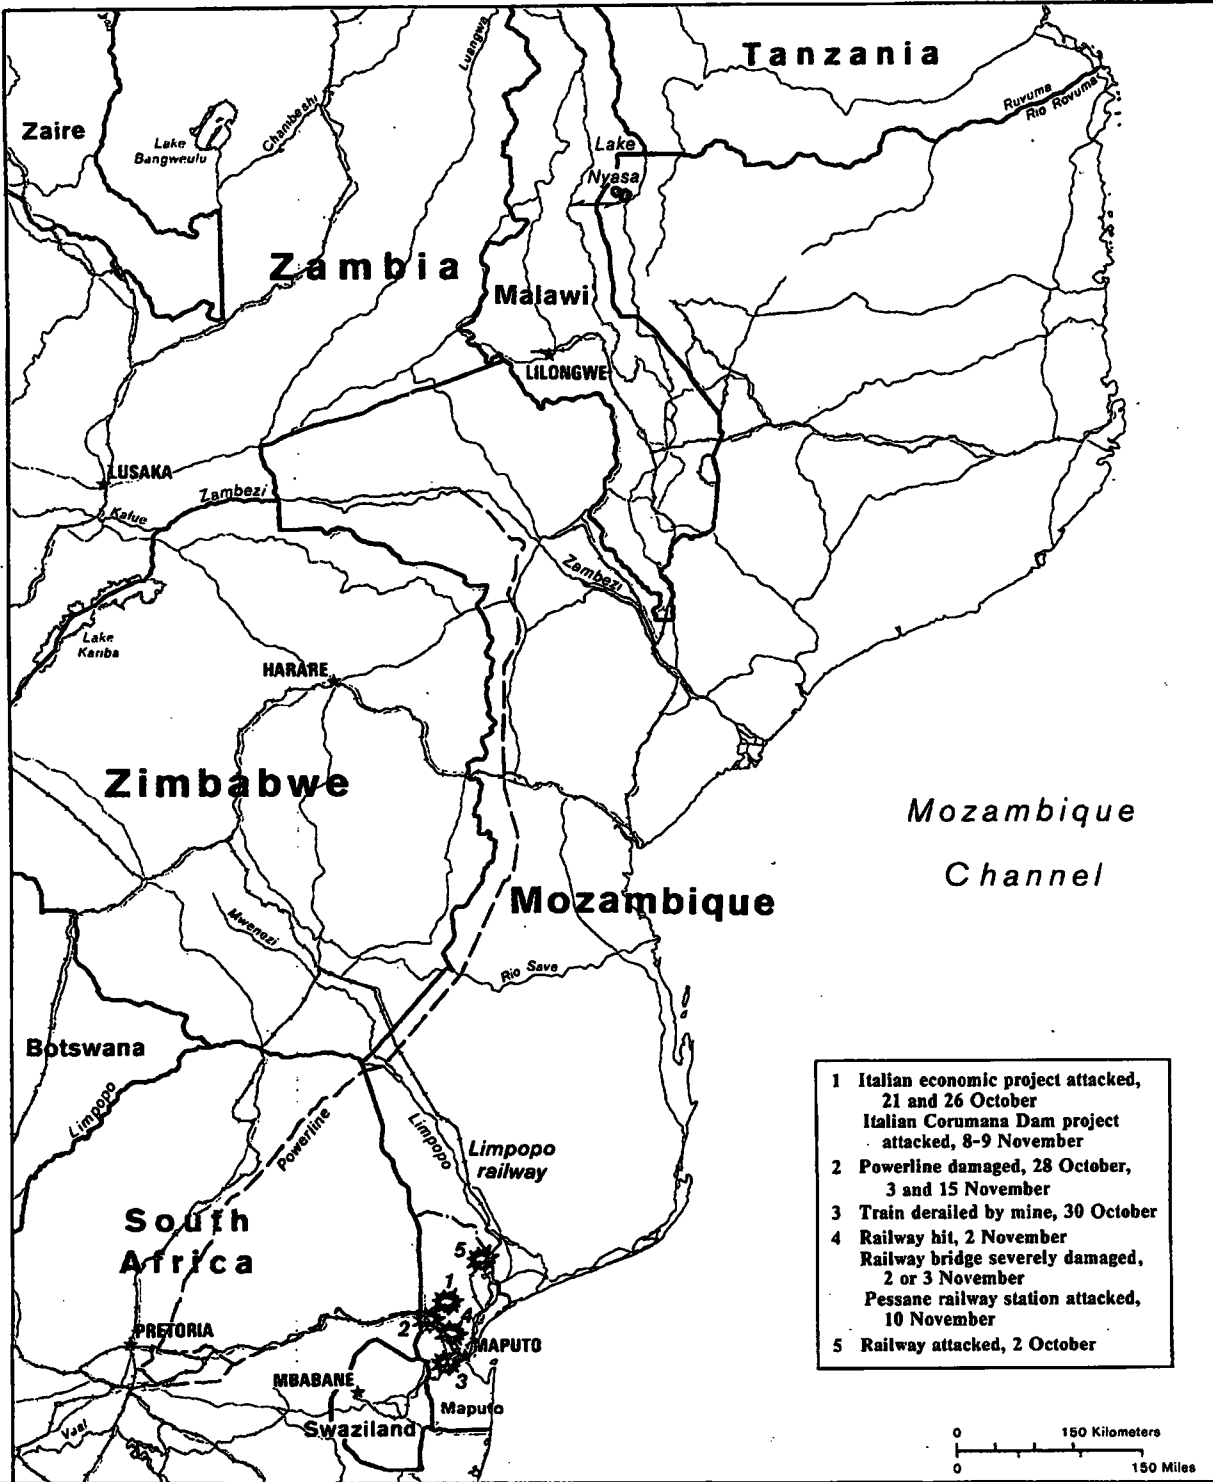 Tanzania
Luangwa
Ruvuma
Rio Rovuma
Zaire
Lake
Bangweulu
Chambeshi
Lake
Nyasa
Zambia
Malawi
LILONGWE
LUSAKA
Zambezi
Kafue
Zambezi
Lake
Kariba
HARARE
Zimbabwe
Mozambique
Channel
Mozambique
Mwenezi
Rio Save
Botswana
Limpopo
Powerline
Limpopo
Limpopo
railway
South
Africa
5
1
4
2
PRETORIA
MAPUTO
3
MBABANE
Maputo
Swaziland
Vaal
1 Italian economic project attacked,
21 and 26 October
Italian Corumana Dam project
attacked, 8-9 November
2 Powerline damaged, 28 October,
3 and 15 November
3 Train derailed by mine, 30 October
4 Railway hit, 2 November
Railway bridge severely damaged,
2 or 3 November
Pessane railway station attacked,
10 November
5 Railway attacked, 2 October
0 150 Kilometers
0 150 Miles